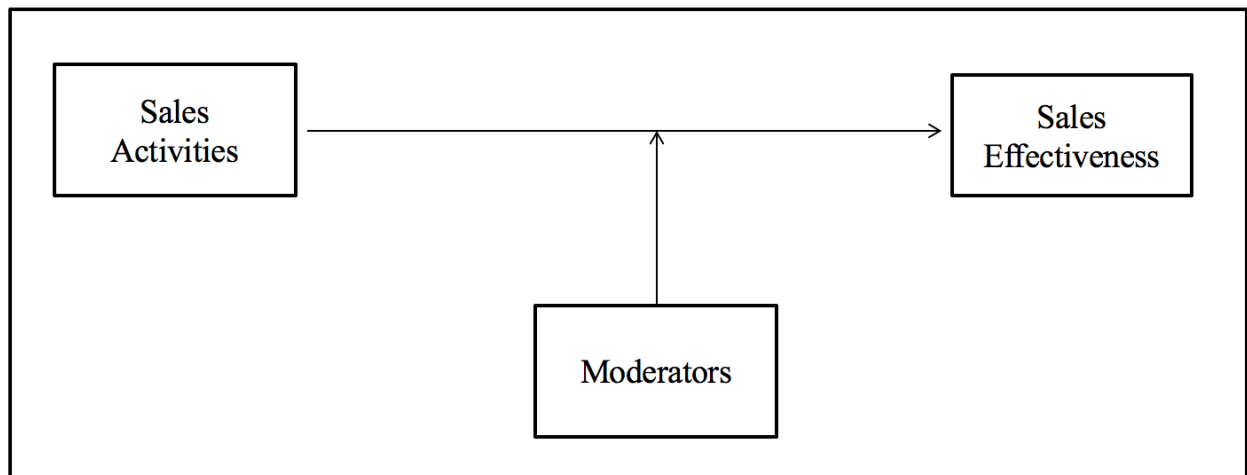 Sales
Activities
Sales
Effectiveness
Moderators